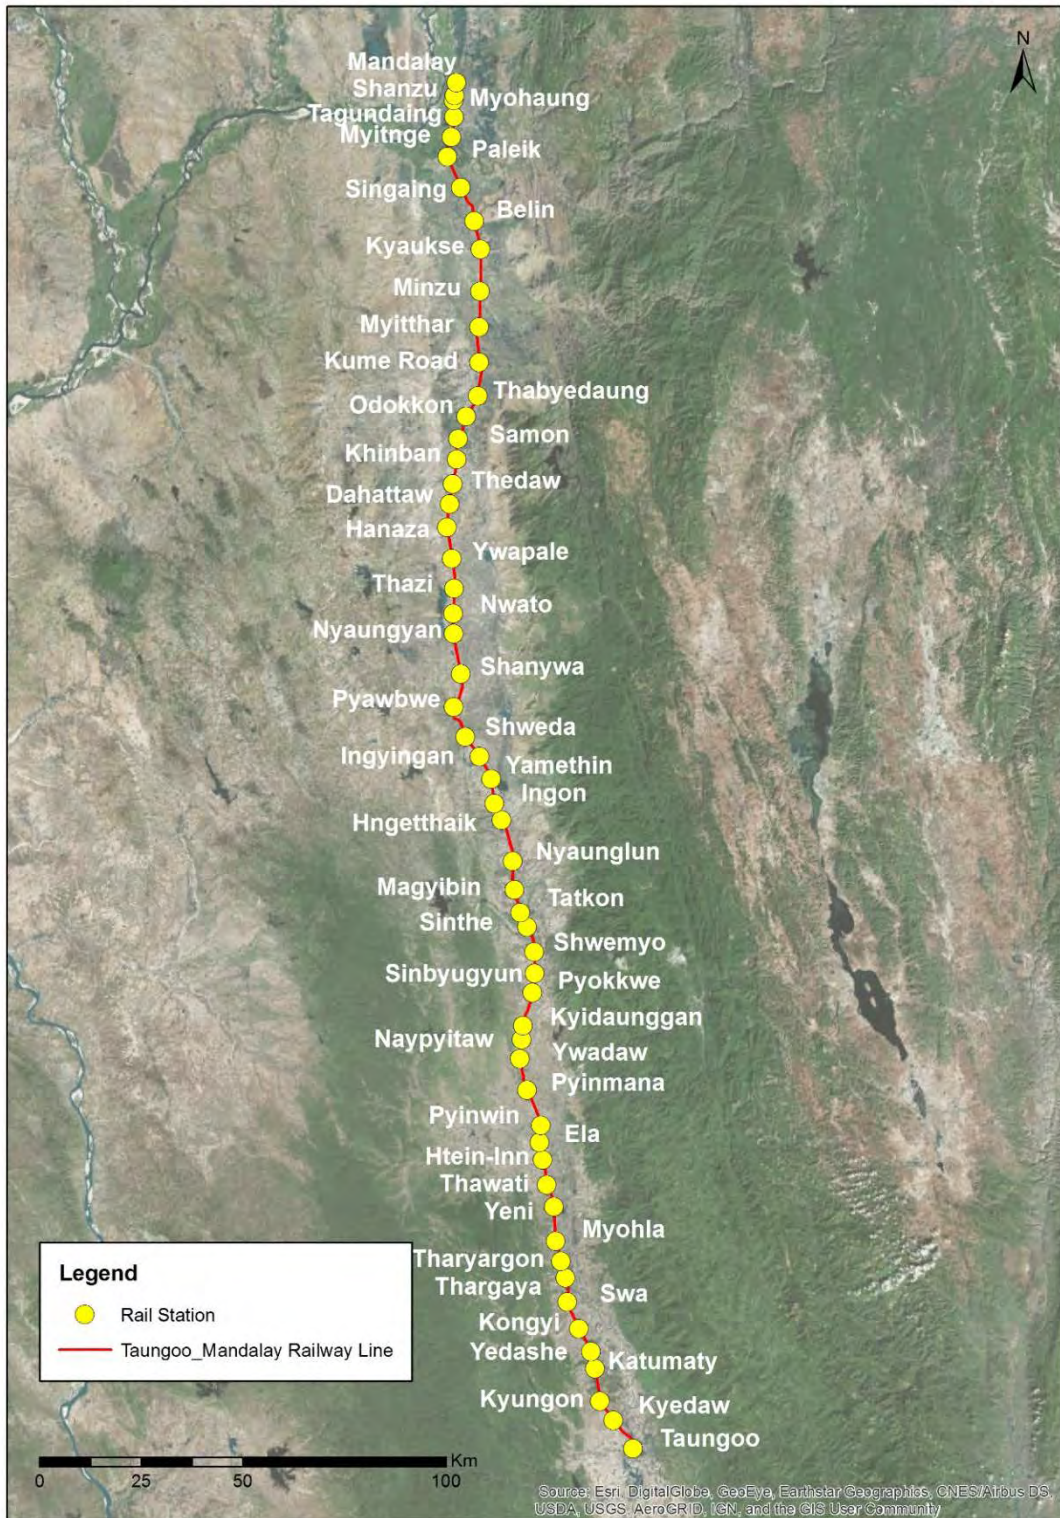 N
Mandalay
Shanzu
Myohaung
Tagundaing
Myitnge
Paleik
Singaing
Belin
Kyaukse
Minzu
Myitthar
Kume Road
Thabyedaung
Odokkon
Samon
Khinban
Thedaw
Dahattaw
Hanaza
Ywapale
Thazi
Nwato
Nyaungyan
Shanywa
Pyawbwe
Shweda
Ingyingan
Yamethin
Ingon
Hngetthaik
Nyaunglun
Magyibin
Tatkon
Sinthe
Shwemyo
Sinbyugyun
Pyokkwe
Kyidaunggan
Naypyitaw
Ywadaw
Pyinmana
Pyinwin
Ela
Htein-Inn
Thawati
Yeni
Myohla
Tharyargon
Thargaya
Swa
Kongyi
Yedashe
Katumaty
Kyungon
Kyedaw
Taungoo
Legend
Rail Station
Taungoo_Mandalay Railway Line
Km
0 25 50 100
Source: Esri, DigitalGlobe, GeoEye, Earthstar Geographics, CNES/Airbus DS,
USDA, USGS, AeroGRID, IGN, and the GIS User Community